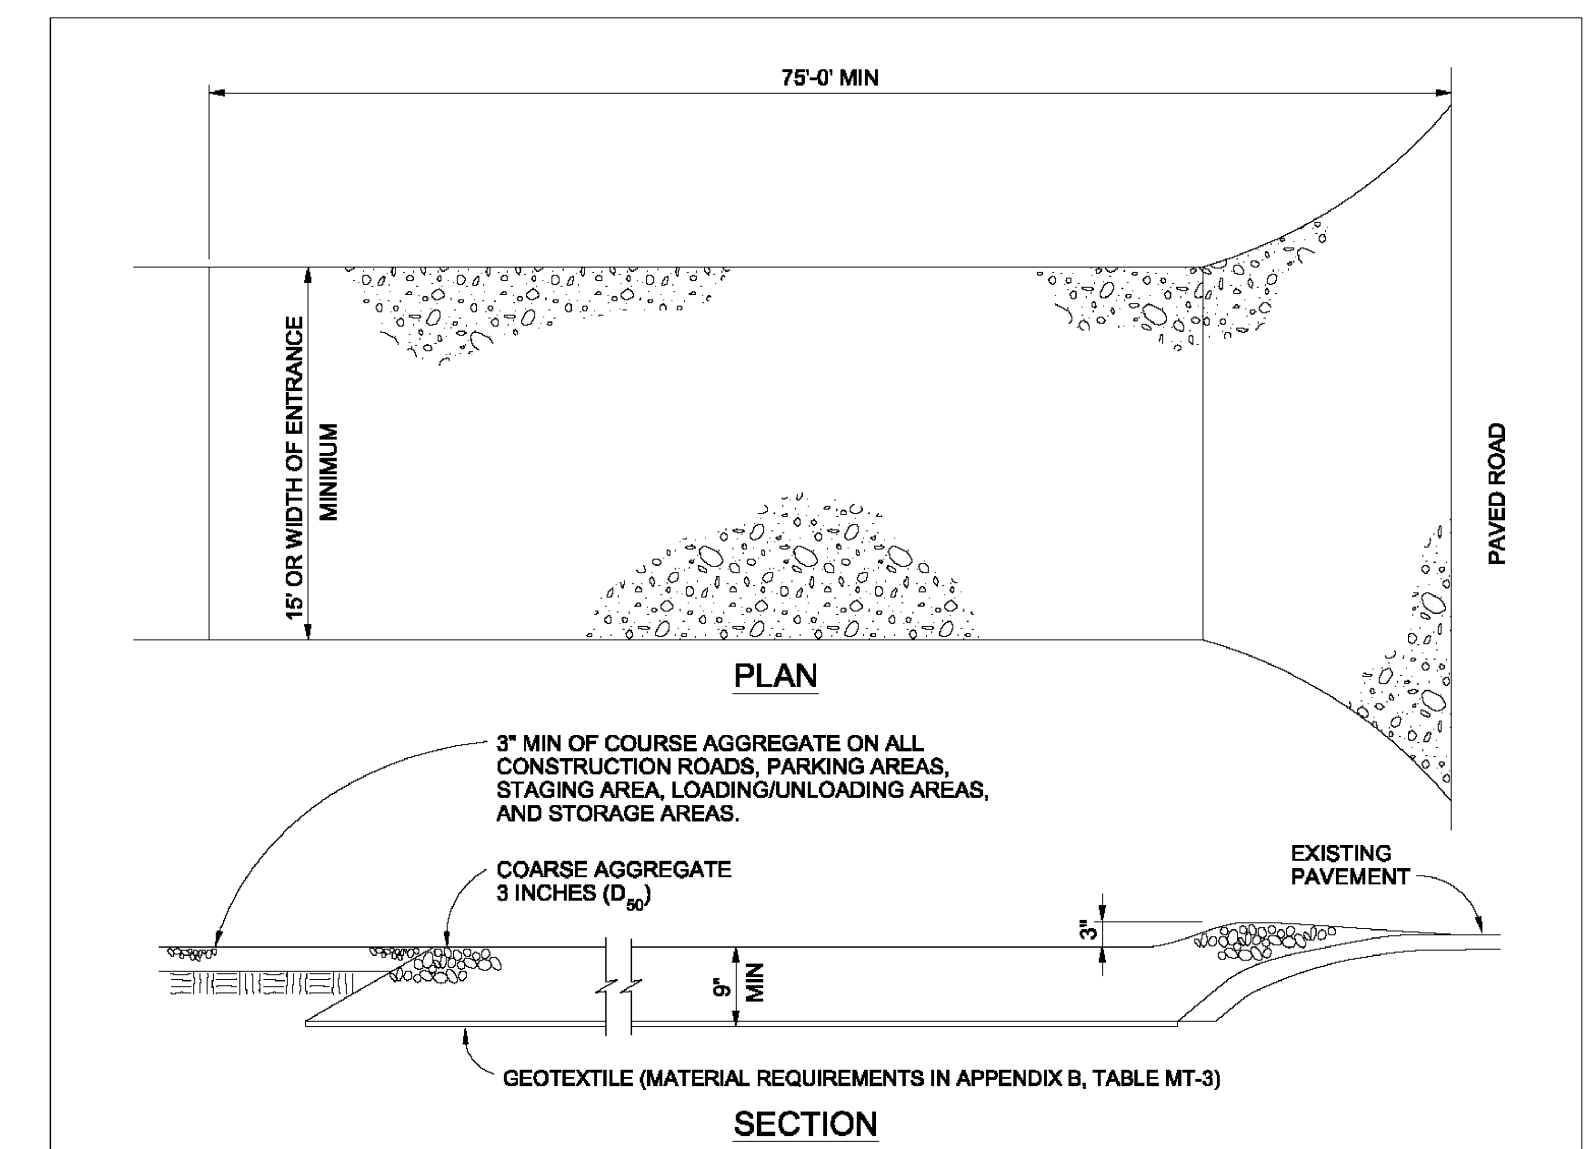 75'-0' MIN
15' OR WIDTH OF ENTRANCE
MINIMUM
PAVED ROAD
PLAN
3" MIN OF COURSE AGGREGATE ON ALL
CONSTRUCTION ROADS, PARKING AREAS,
STAGING AREA, LOADING/UNLOADING AREAS,
AND STORAGE AREAS.
COARSE AGGREGATE
3 INCHES (D50)
EXISTING
PAVEMENT
3"
9"
MIN
GEOTEXTILE (MATERIAL REQUIREMENTS IN APPENDIX B, TABLE MT-3)
SECTION